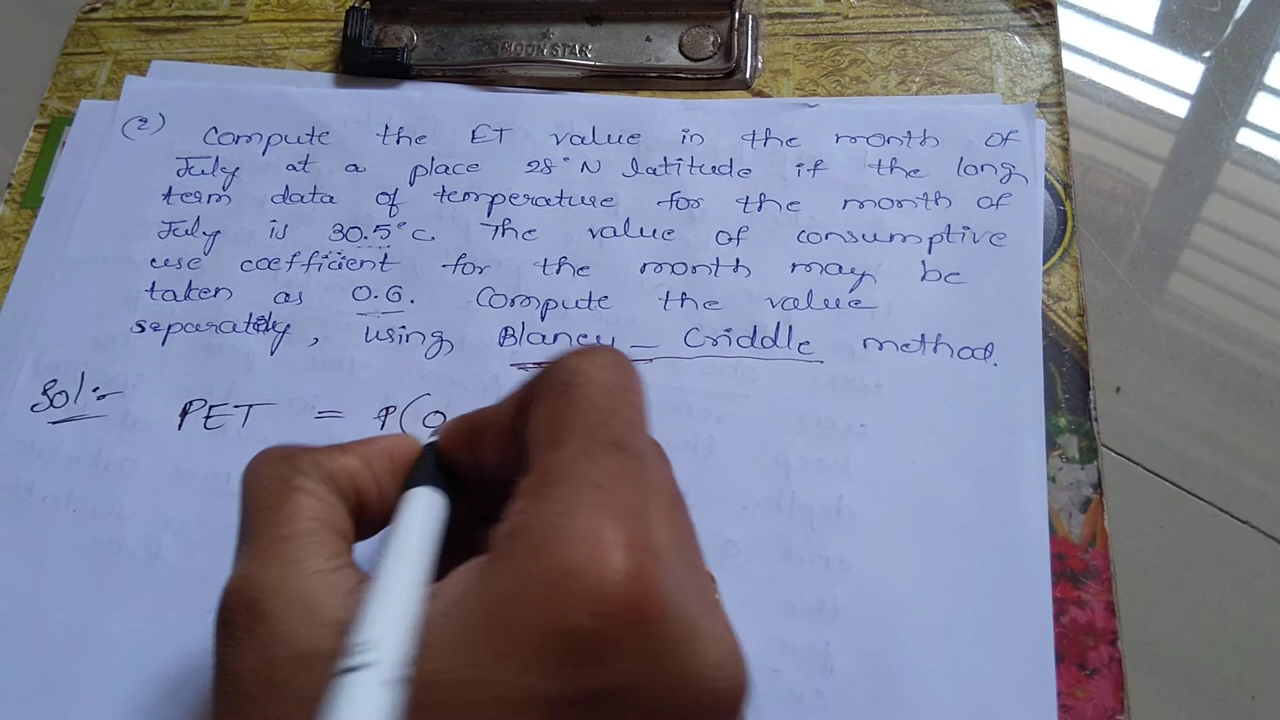 MOON STAR
(2) Compute the ET value in the month of
July at a place 28°N latitude if the long
term data of temperature for the month of
July is 30.5°C. The value of consumptive
use coefficient for the month may be
taken as 0.6. Compute the value
separately, using Blaney - Criddle method.
Sol:- PET = P(0